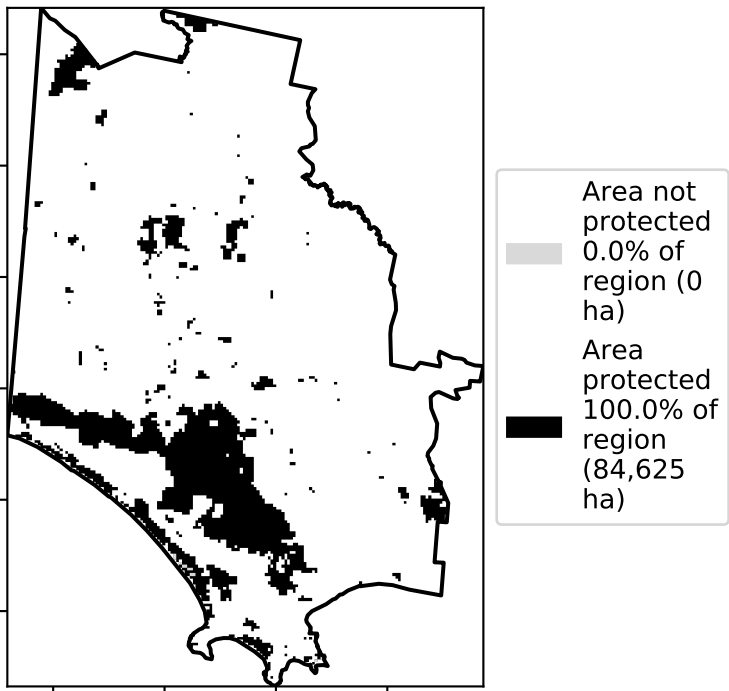 Area not
protected
0.0% of
region (0
ha)
Area
protected
100.0% of
region
(84,625
ha)